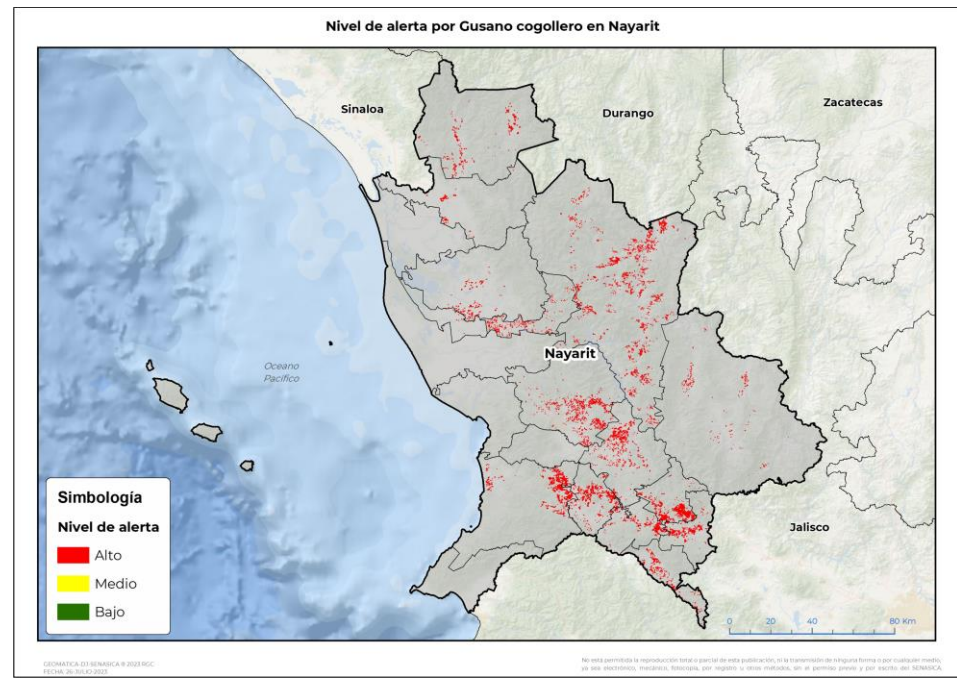 Nivel de alerta por Gusano cogollero en Nayarit
Sinaloa
Durango
Zacatecas
Nayarit
Oceano
Pacífico
Jalisco
Simbología
Nivel de alerta
Alto
Medio
Bajo
0 20 40 80 Km
GEOMATICA-DJ-SENASICA ® 2023 RGC
FECHA: 26 JULIO 2023
No está permitida la reproducción total o parcial de esta publicación, ni la transmisión de ninguna forma o por cualquier medio,
ya sea electrónico, mecánico, fotocopia, por registro u otros métodos, sin el permiso previo y por escrito del SENASICA.